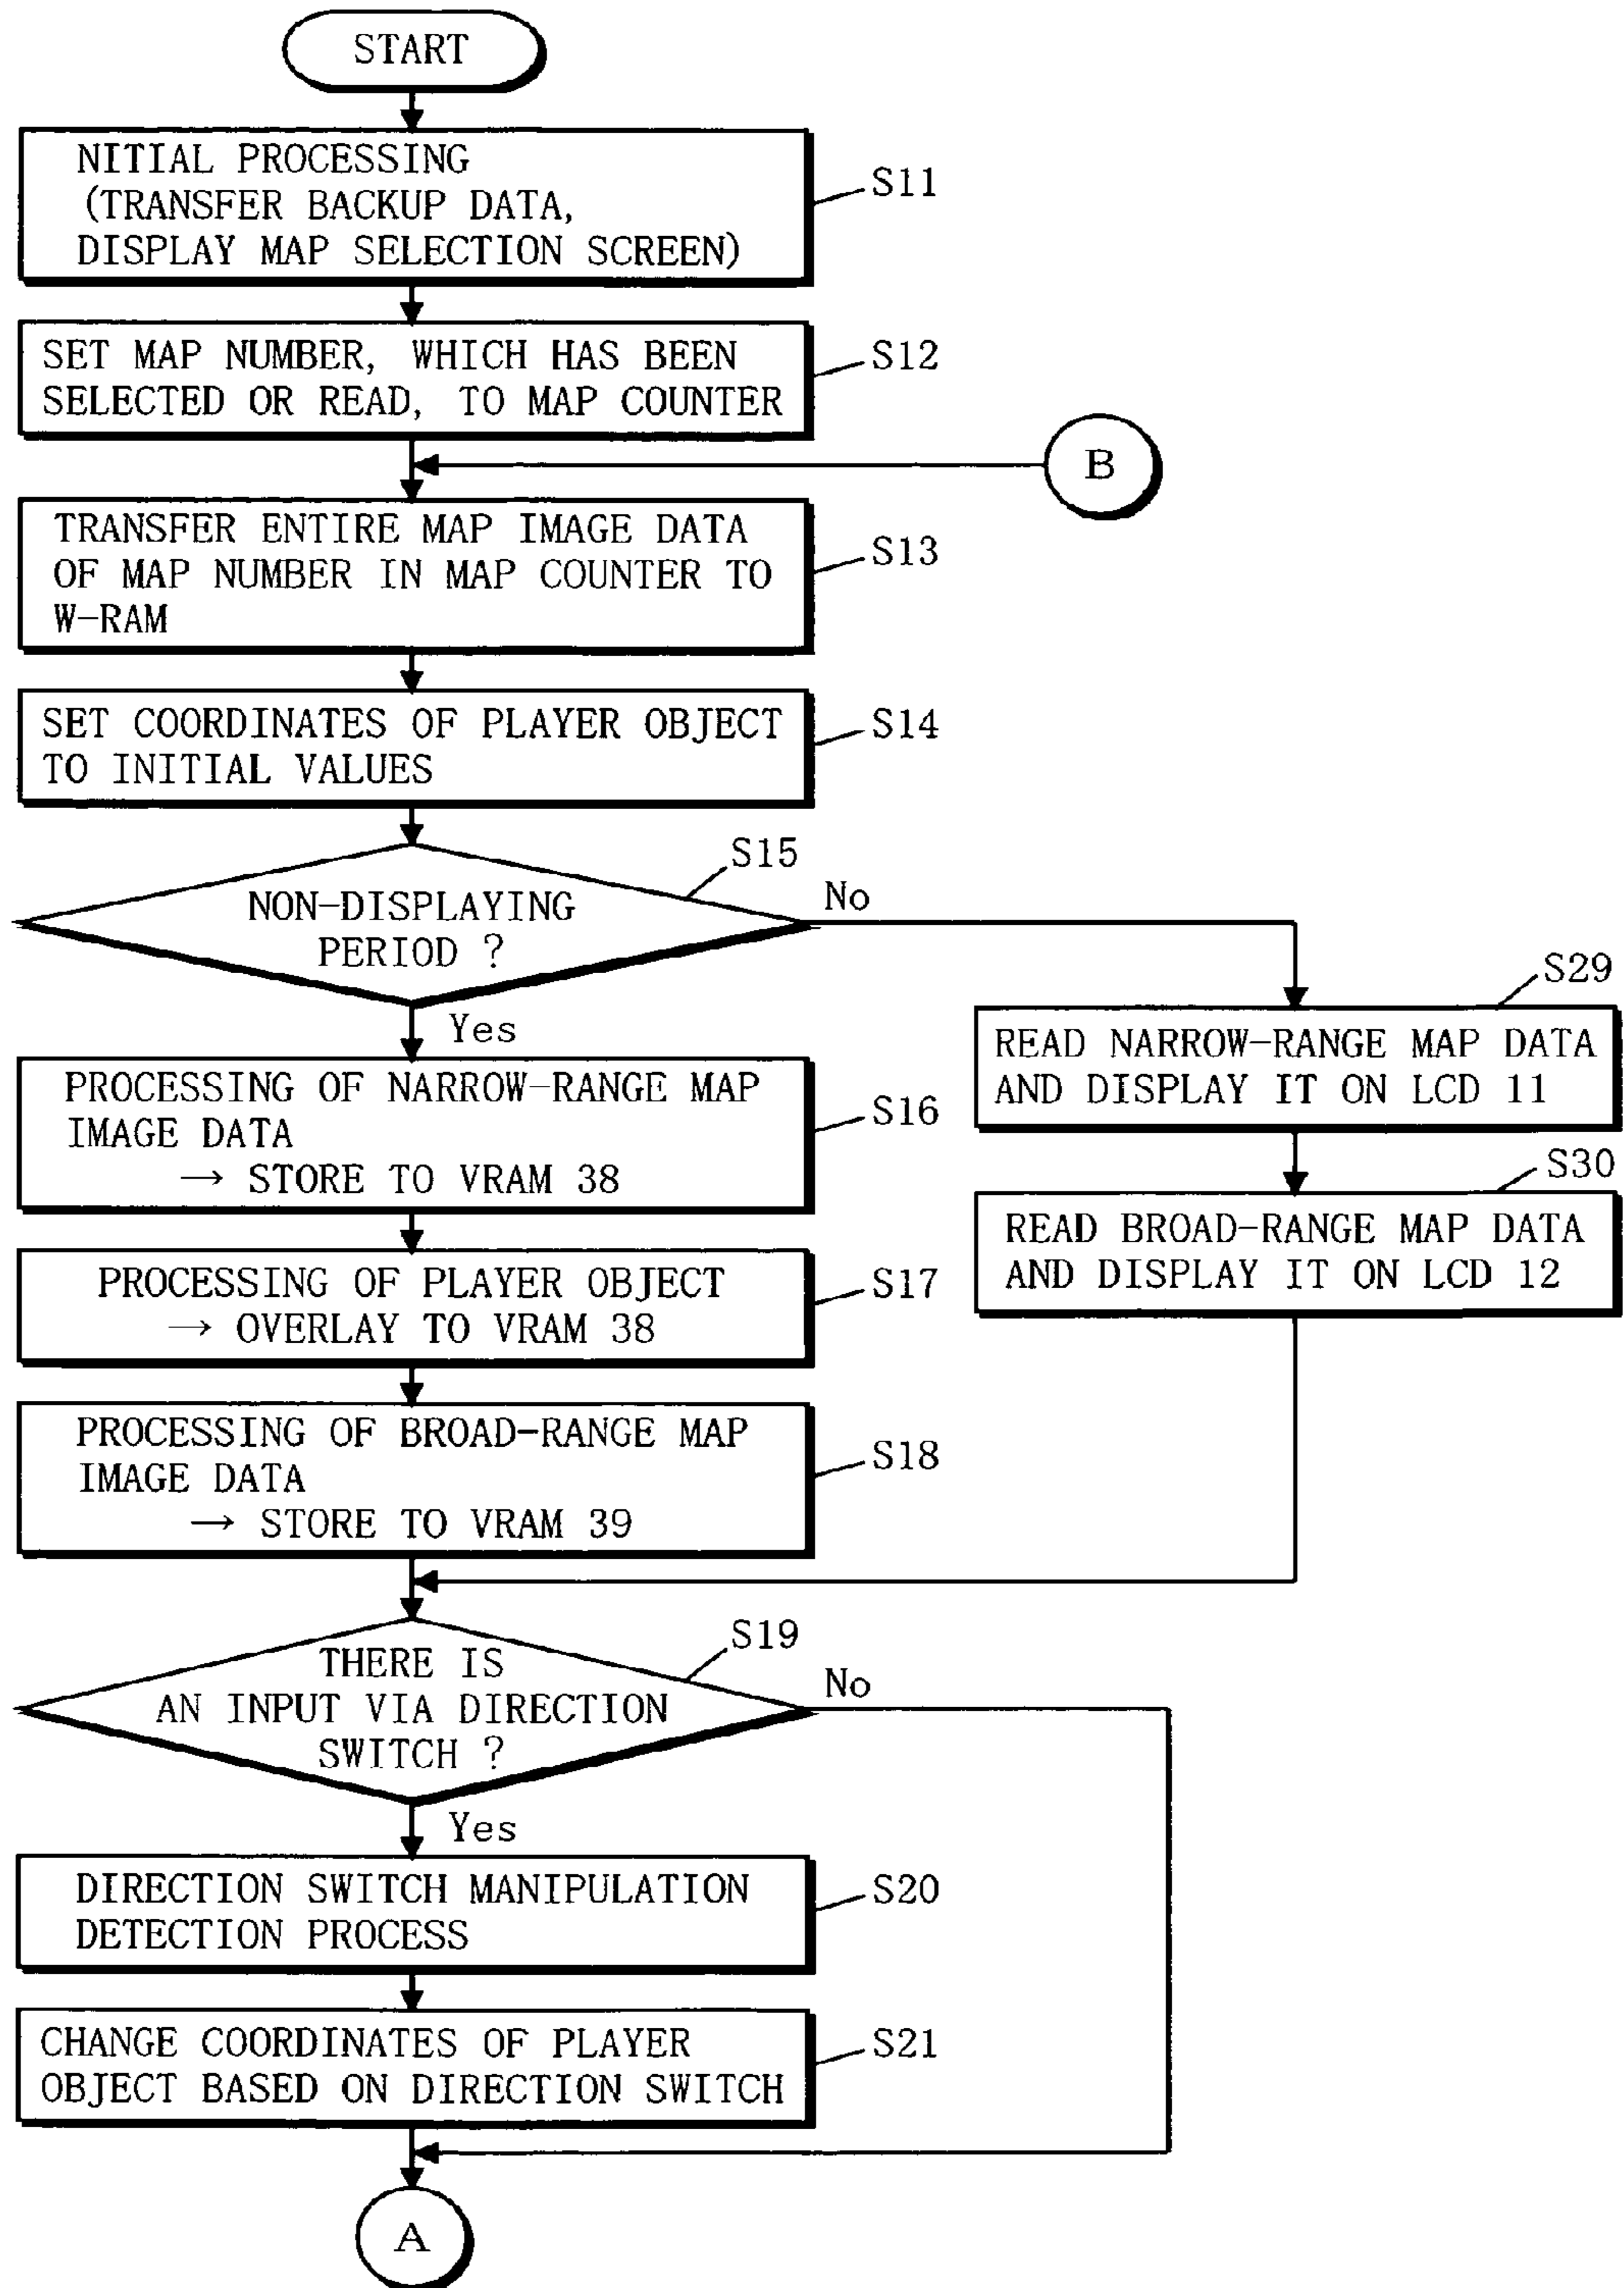 START
NITIAL PROCESSING
(TRANSFER BACKUP DATA,
DISPLAY MAP SELECTION SCREEN)
S11
SET MAP NUMBER, WHICH HAS BEEN
SELECTED OR READ, TO MAP COUNTER
S12
B
TRANSFER ENTIRE MAP IMAGE DATA
OF MAP NUMBER IN MAP COUNTER TO
W-RAM
S13
SET COORDINATES OF PLAYER OBJECT
TO INITIAL VALUES
S14
S15
NON-DISPLAYING
PERIOD ?
No
Yes
S29
READ NARROW-RANGE MAP DATA
AND DISPLAY IT ON LCD 11
S30
READ BROAD-RANGE MAP DATA
AND DISPLAY IT ON LCD 12
PROCESSING OF NARROW-RANGE MAP
IMAGE DATA
→ STORE TO VRAM 38
S16
PROCESSING OF PLAYER OBJECT
→ OVERLAY TO VRAM 38
S17
PROCESSING OF BROAD-RANGE MAP
IMAGE DATA
→ STORE TO VRAM 39
S18
S19
THERE IS
AN INPUT VIA DIRECTION
SWITCH ?
No
Yes
DIRECTION SWITCH MANIPULATION
DETECTION PROCESS
S20
CHANGE COORDINATES OF PLAYER
OBJECT BASED ON DIRECTION SWITCH
S21
A